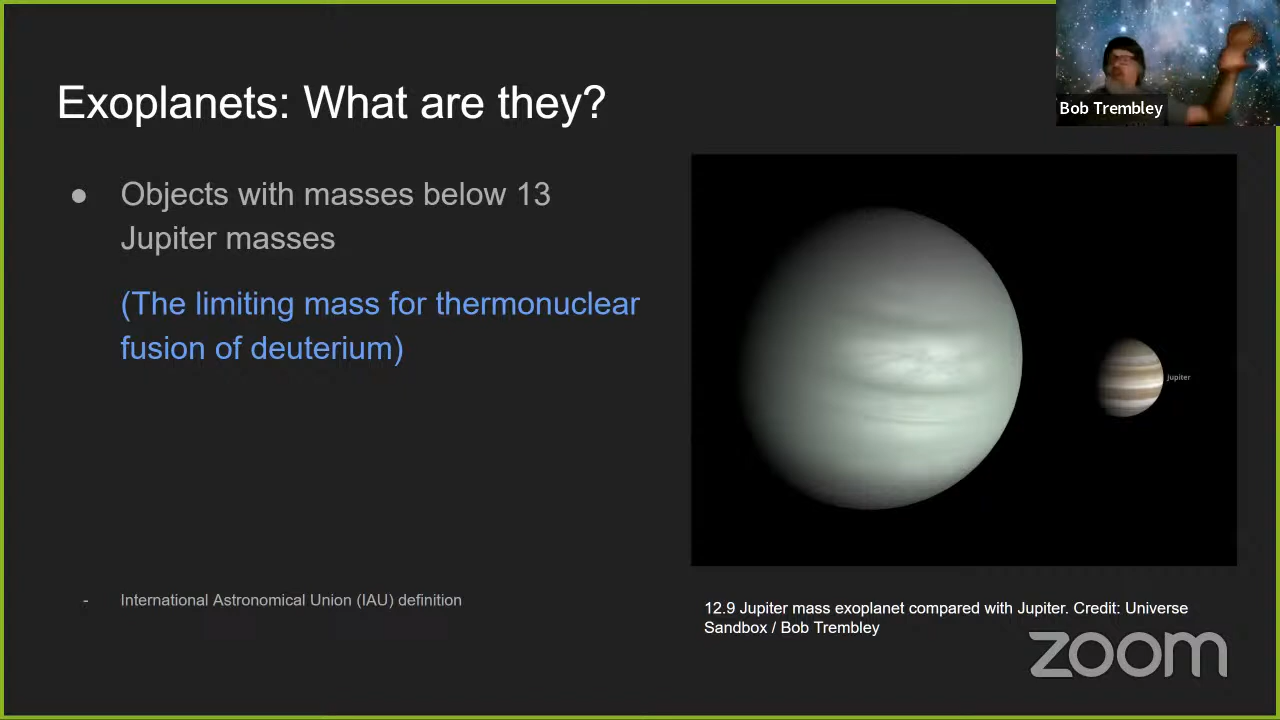 Exoplanets: What are they?
Bob Trembley
● Objects with masses below 13
Jupiter masses
(The limiting mass for thermonuclear
fusion of deuterium)
Jupiter
- International Astronomical Union (IAU) definition
12.9 Jupiter mass exoplanet compared with Jupiter. Credit: Universe
Sandbox / Bob Trembley
zoom